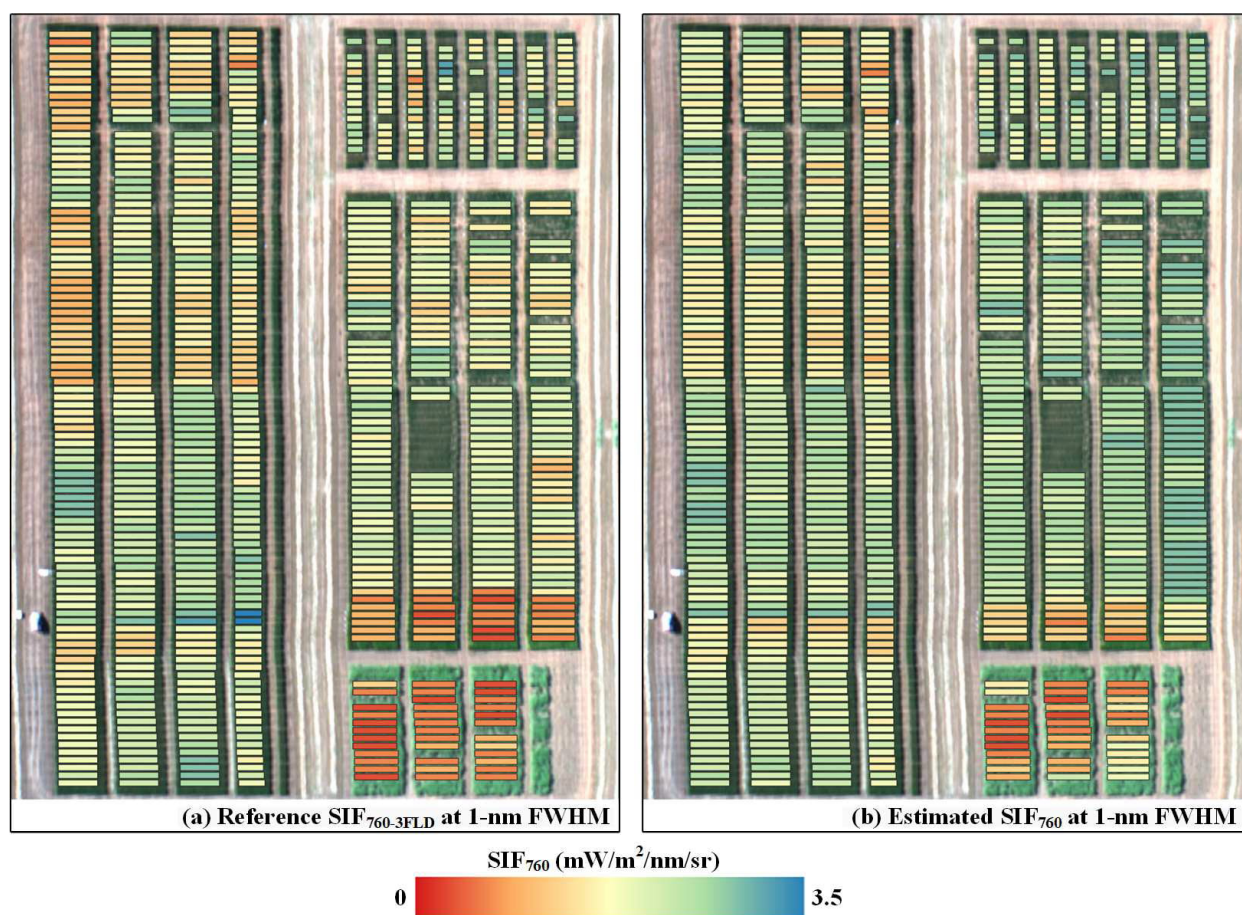 (a) Reference SIF760-3FLD at 1-nm FWHM
(b) Estimated SIF760 at 1-nm FWHM
SIF760 (mW/m²/nm/sr)
0
3.5